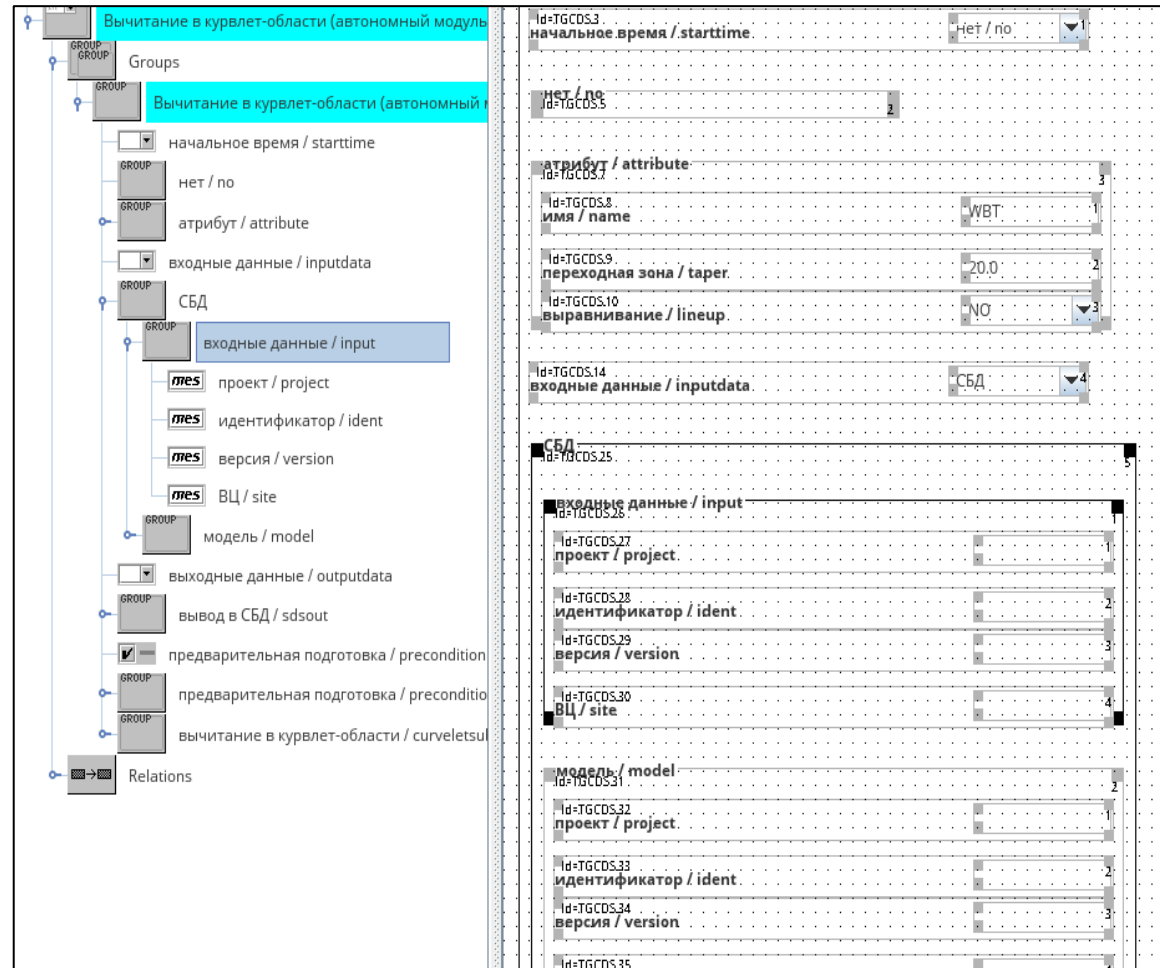 Вычитание в курвлет-области (автономный модуль
GROUP
GROUP
Groups
GROUP
Вычитание в курвлет-области (автономный м
начальное время / starttime
GROUP
нет / no
GROUP
атрибут / attribute
входные данные / inputdata
GROUP
СБД
GROUP
входные данные / input
mes
проект / project
mes
идентификатор / ident
mes
версия / version
mes
ВЦ / site
GROUP
модель / model
выходные данные / outputdata
GROUP
вывод в СБД / sdsout
предварительная подготовка / precondition
GROUP
предварительная подготовка / preconditio
GROUP
вычитание в курвлет-области / curveletsul
Relations
Id=TGCDS.3
начальное время / starttime
нет / no
1
нет / no
Id=TGCDS.5
2
атрибут / attribute
Id=TGCDS.7
3
Id=TGCDS.8
имя / name
WBT
1
Id=TGCDS.9
переходная зона / taper
20.0
2
Id=TGCDS.10
выравнивание / lineup
NO
3
Id=TGCDS.14
входные данные / inputdata
СБД
4
СБД
Id=TGCDS.25
5
входные данные / input
Id=TGCDS.26
1
Id=TGCDS.27
проект / project
1
Id=TGCDS.28
идентификатор / ident
2
Id=TGCDS.29
версия / version
3
Id=TGCDS.30
ВЦ / site
4
модель / model
Id=TGCDS.31
2
Id=TGCDS.32
проект / project
1
Id=TGCDS.33
идентификатор / ident
2
Id=TGCDS.34
версия / version
3
Id=TGCDS.35